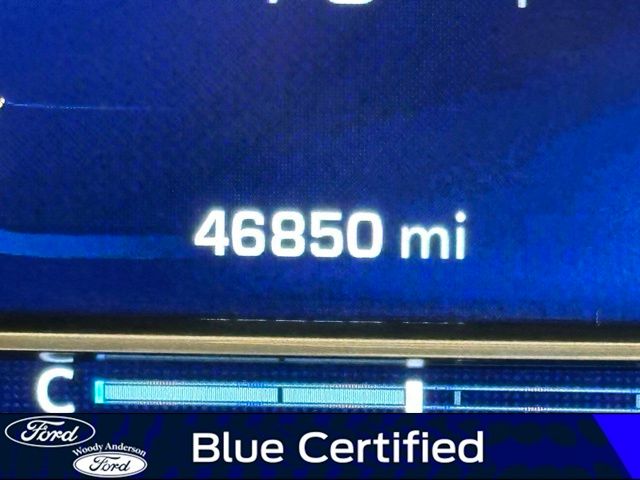 46850 mi
C
Ford
Woody Anderson
Ford
Blue Certified